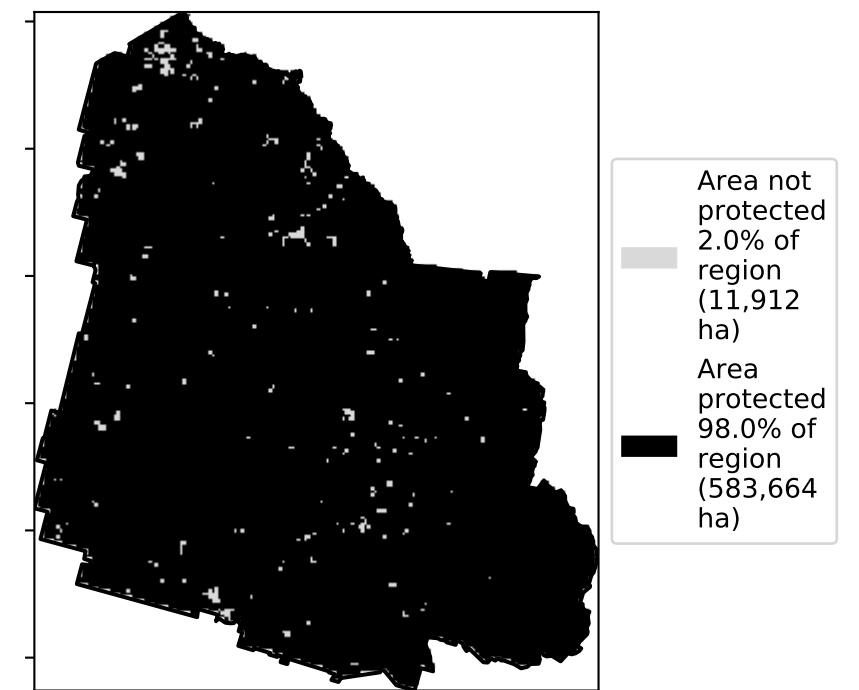 Area not
protected
2.0% of
region
(11,912
ha)
Area
protected
98.0% of
region
(583,664
ha)